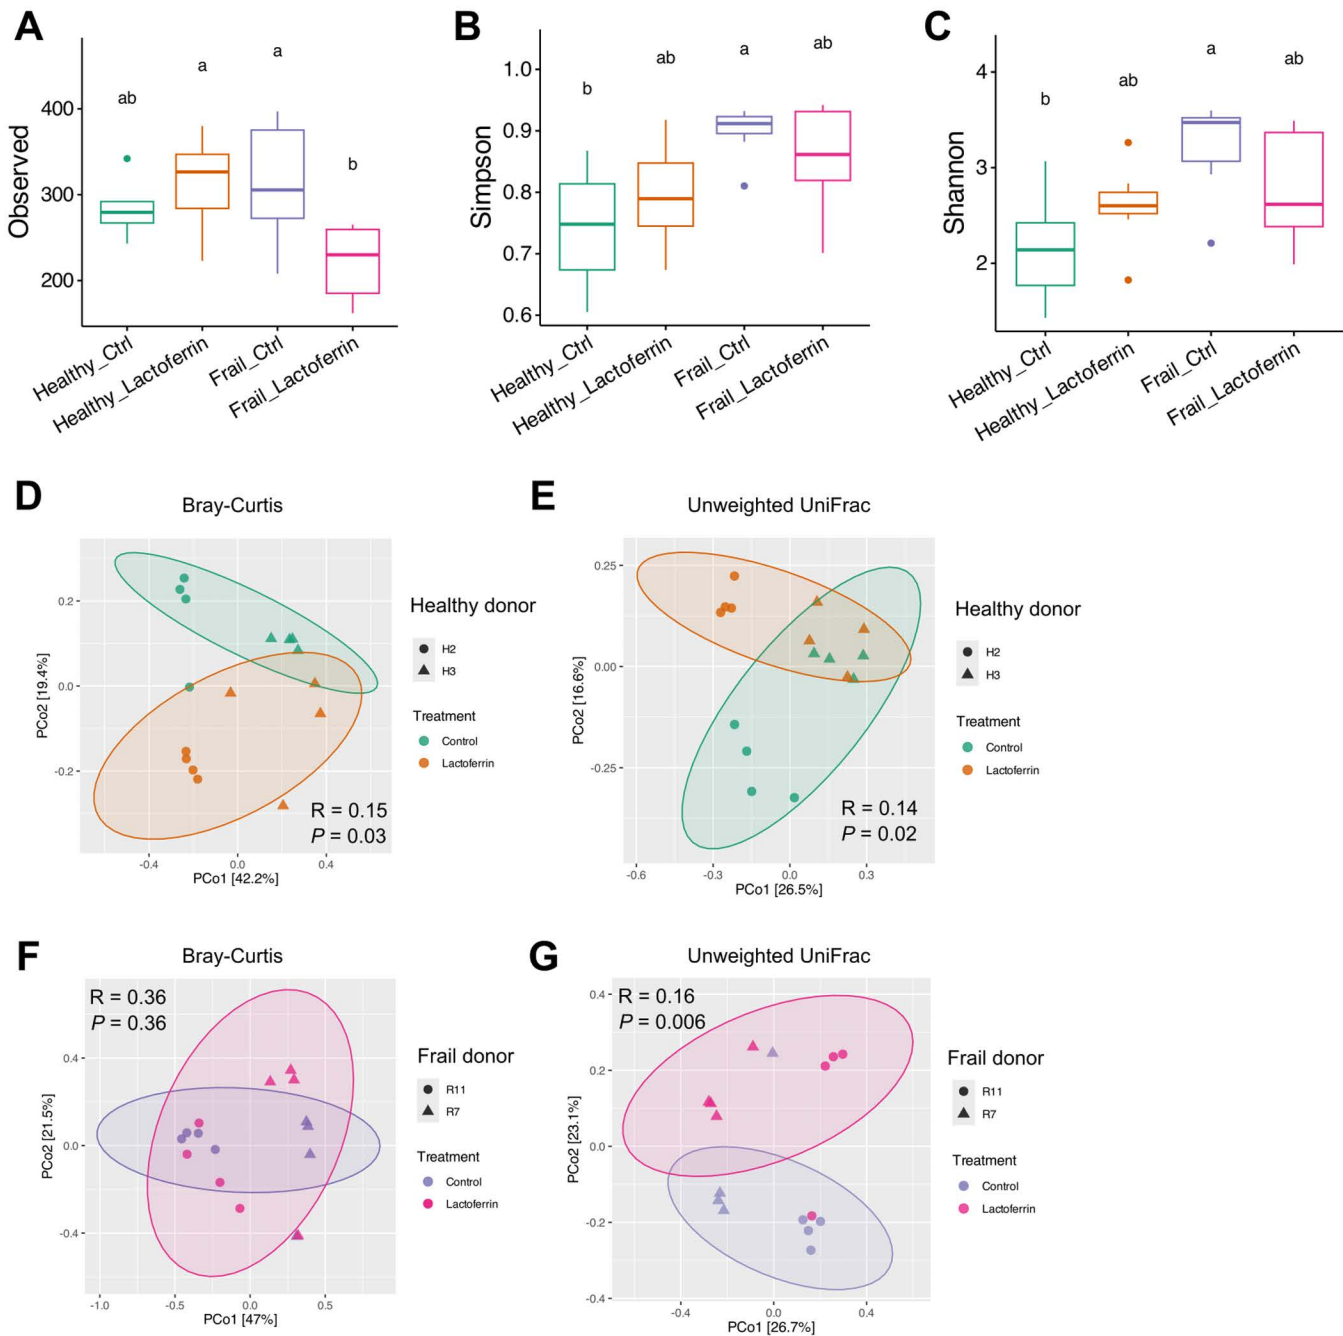 A
Observed
400
300
200
ab
a
a
b
Healthy_Ctrl
Healthy_Lactoferrin
Frail_Ctrl
Frail_Lactoferrin
B
Simpson
1.0
0.9
0.8
0.7
0.6
b
ab
a
ab
Healthy_Ctrl
Healthy_Lactoferrin
Frail_Ctrl
Frail_Lactoferrin
C
Shannon
4
3
2
b
ab
a
ab
Healthy_Ctrl
Healthy_Lactoferrin
Frail_Ctrl
Frail_Lactoferrin
D
Bray-Curtis
PCo2 [19.4%]
0.2
0.0
-0.2
R = 0.15
P = 0.03
-0.4
0.0
0.4
PCo1 [42.2%]
Healthy donor
H2
H3
Treatment
Control
Lactoferrin
E
Unweighted UniFrac
PCo2 [16.6%]
0.25
0.00
-0.25
R = 0.14
P = 0.02
-0.6
-0.3
0.0
0.3
PCo1 [26.5%]
Healthy donor
H2
H3
Treatment
Control
Lactoferrin
F
Bray-Curtis
R = 0.36
P = 0.36
PCo2 [21.5%]
0.4
0.0
-0.4
-1.0
-0.5
0.0
0.5
PCo1 [47%]
Frail donor
R11
R7
Treatment
Control
Lactoferrin
G
Unweighted UniFrac
R = 0.16
P = 0.006
PCo2 [23.1%]
0.4
0.2
0.0
-0.2
-0.4
-0.4
0.0
0.4
PCo1 [26.7%]
Frail donor
R11
R7
Treatment
Control
Lactoferrin